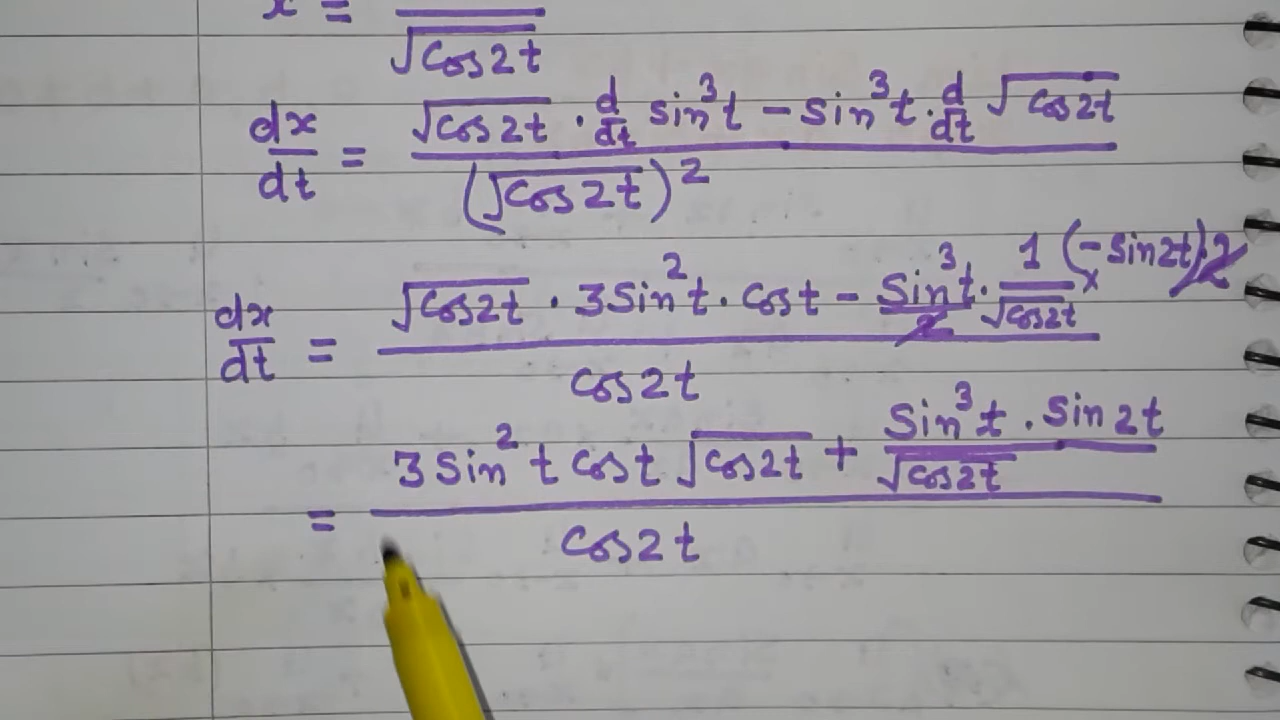 x = ───
√cos2t
dx/dt = (√cos2t · d/dt sin³t − sin³t · d/dt √cos2t) / (√cos2t)²
dx/dt = (√cos2t · 3sin²t · cost − sin³t/2 · 1/√cos2t × (−sin2t)·2) / cos2t
= (3sin²t cost √cos2t + sin³t · sin2t/√cos2t) / cos2t